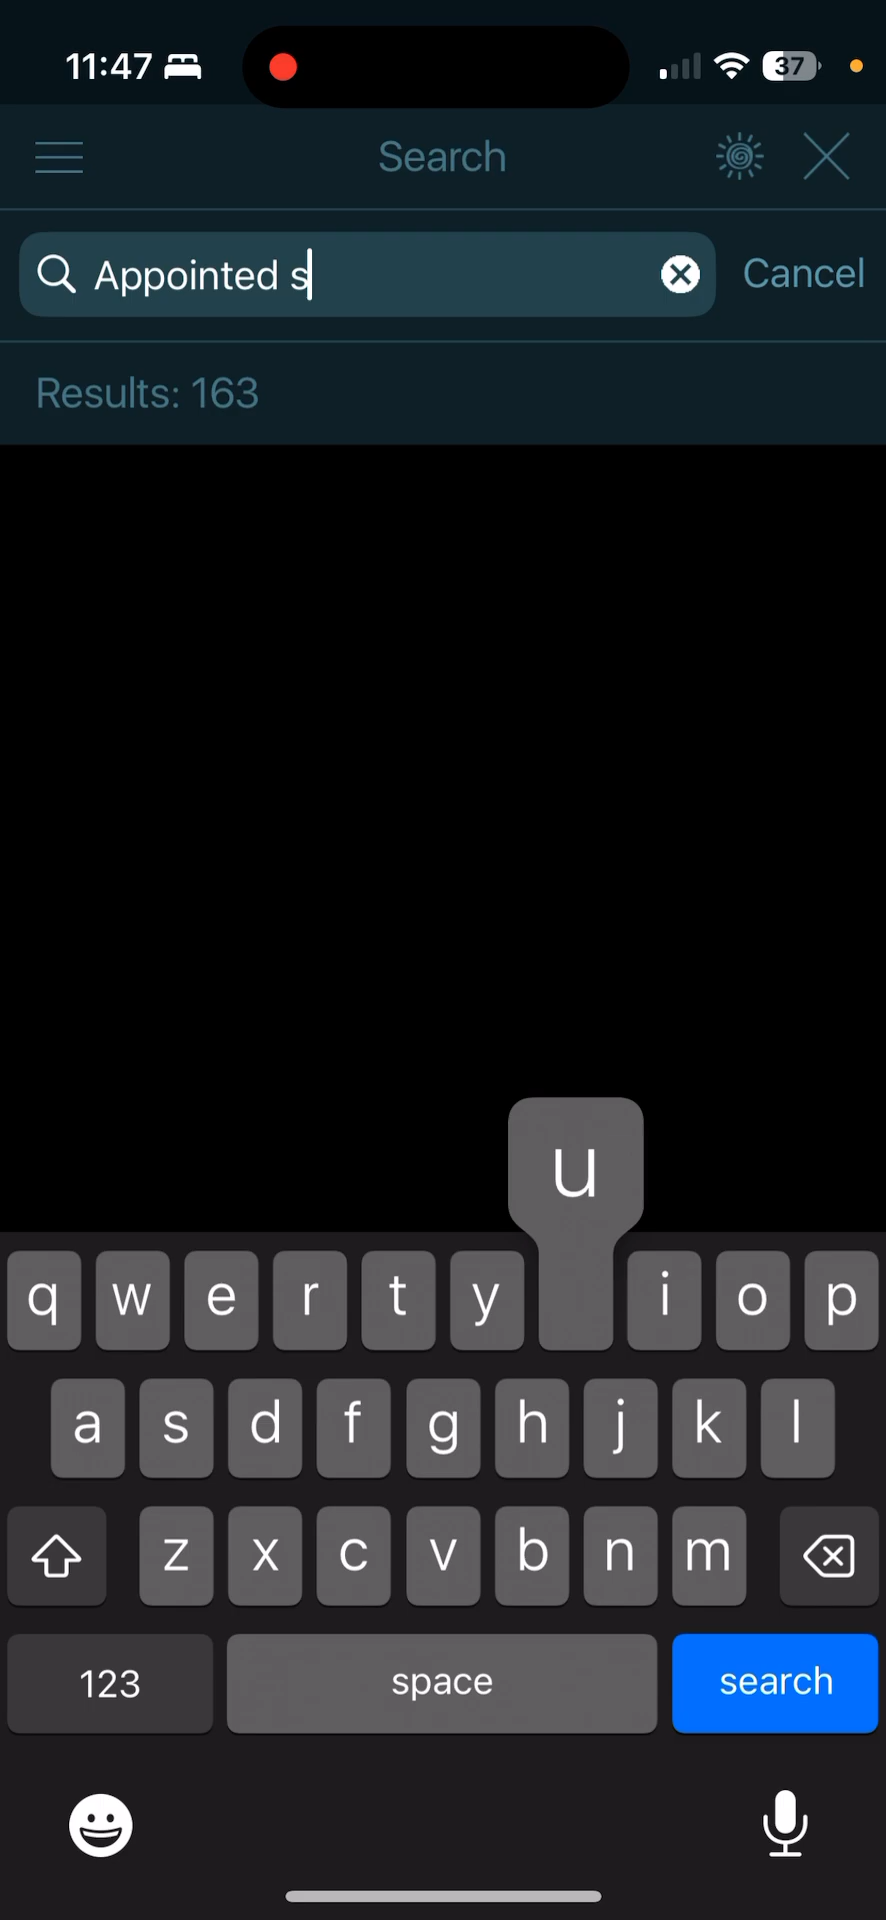 11:47
37
Search
Appointed s
Cancel
Results: 163
u
q w e r t y i o p
a s d f g h j k l
z x c v b n m
123 space search